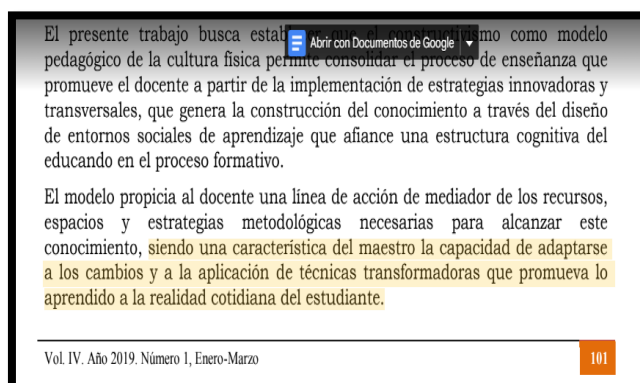 El presente trabajo busca establecer que el constructivismo como modelo
Abrir con Documentos de Google
pedagógico de la cultura física permite consolidar el proceso de enseñanza que
promueve el docente a partir de la implementación de estrategias innovadoras y
transversales, que genera la construcción del conocimiento a través del diseño
de entornos sociales de aprendizaje que afiance una estructura cognitiva del
educando en el proceso formativo.
El modelo propicia al docente una línea de acción de mediador de los recursos,
espacios y estrategias metodológicas necesarias para alcanzar este
conocimiento, siendo una característica del maestro la capacidad de adaptarse
a los cambios y a la aplicación de técnicas transformadoras que promueva lo
aprendido a la realidad cotidiana del estudiante.
Vol. IV. Año 2019. Número 1, Enero-Marzo
101